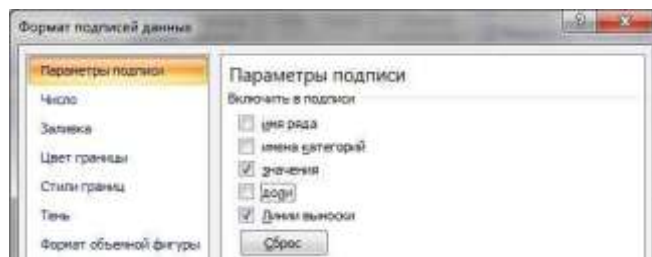 Формат подписей данных
Параметры подписи
Число
Заливка
Цвет границы
Стили границ
Тень
Формат объемной фигуры
Параметры подписи
Включить в подписи
имя ряда
имена категорий
значения
доли
Линии выноски
Сброс